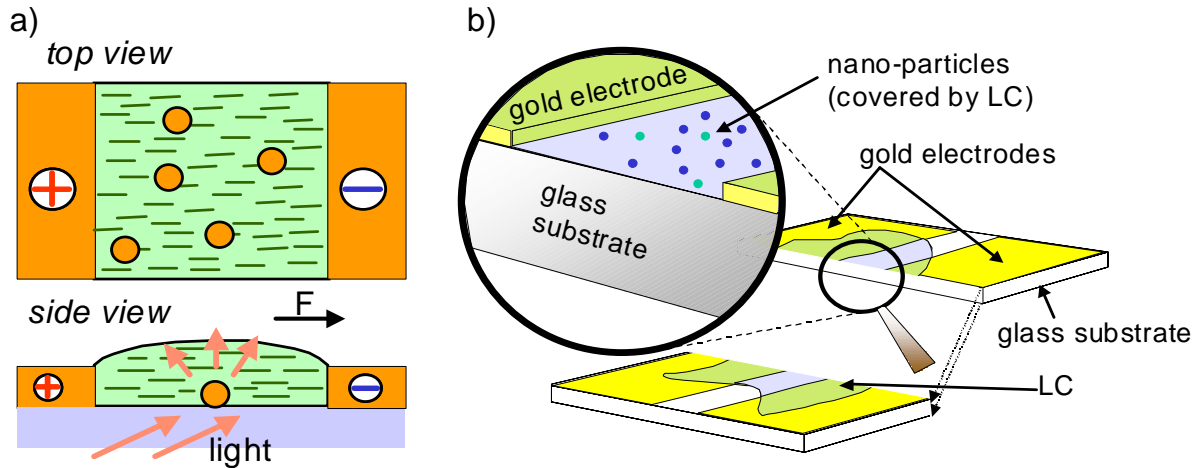 a)
top view
+
−
side view
F
+
−
light
b)
gold electrode
nano-particles
(covered by LC)
gold electrodes
glass
substrate
glass substrate
LC